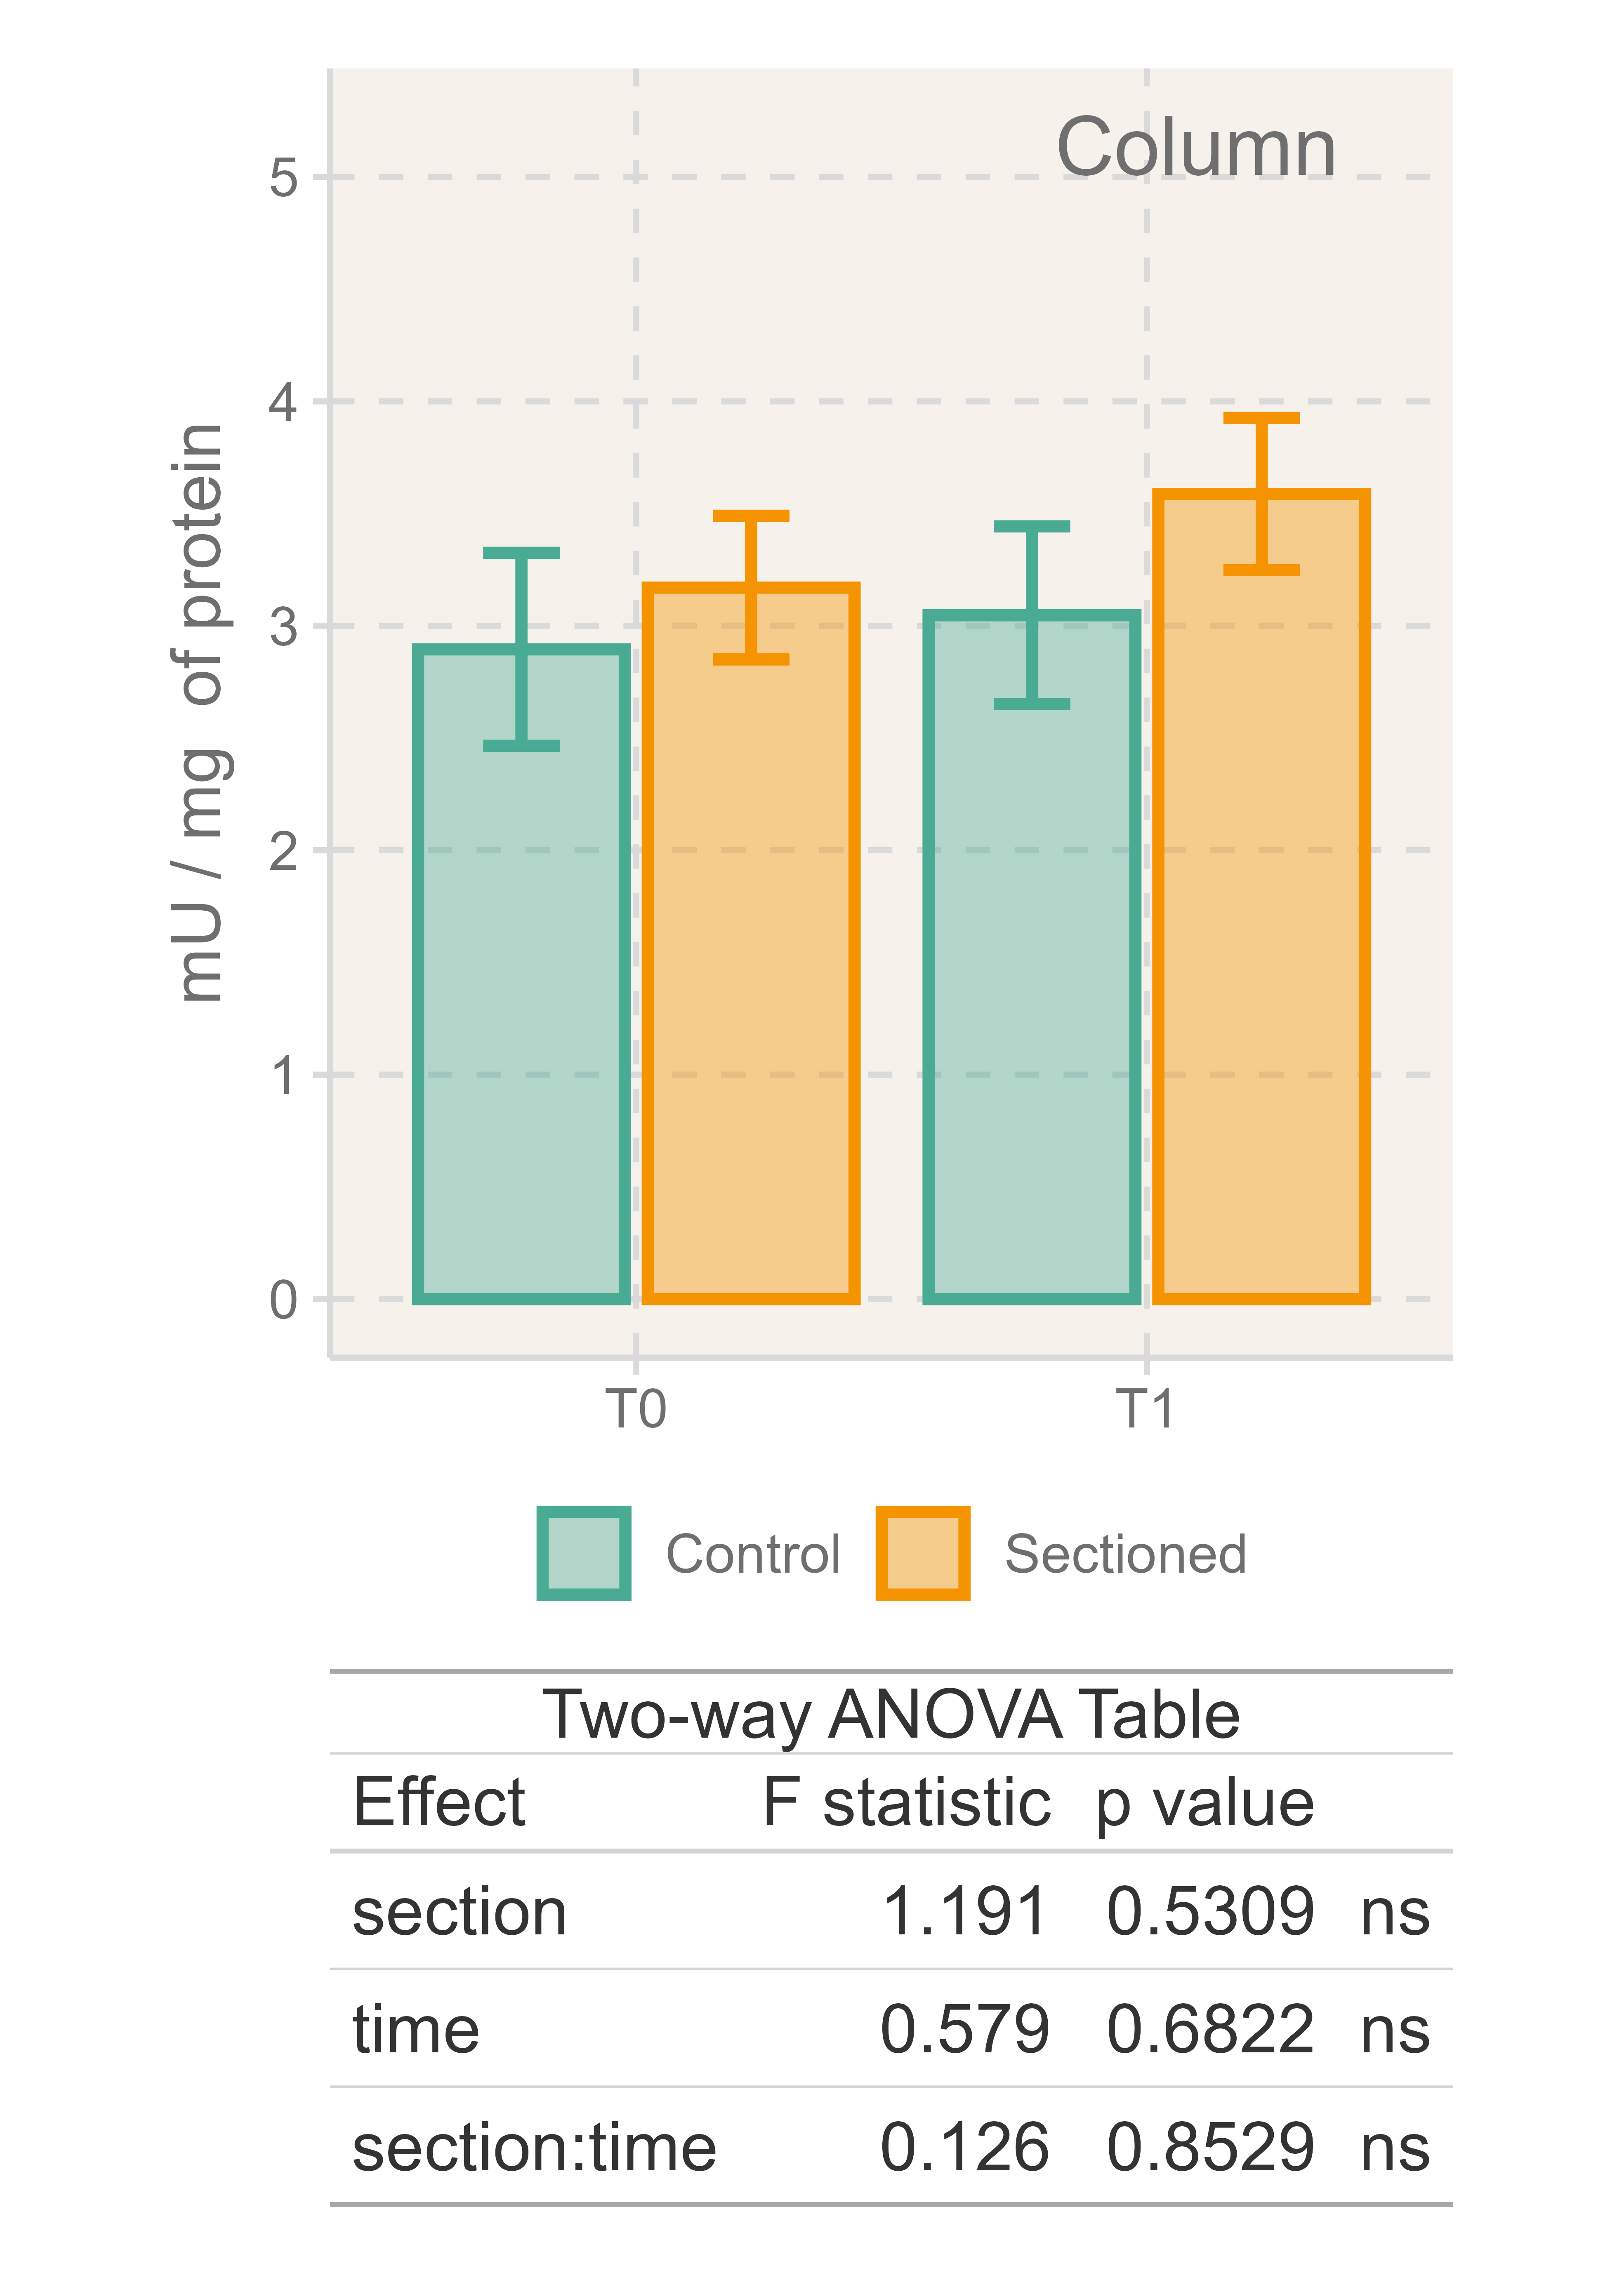 Column
5
4
3
2
1
0
mU / mg  of protein
T0 T1
Control Sectioned
Two-way ANOVA Table
Effect F statistic p value
section 1.191 0.5309 ns
time 0.579 0.6822 ns
section:time 0.126 0.8529 ns